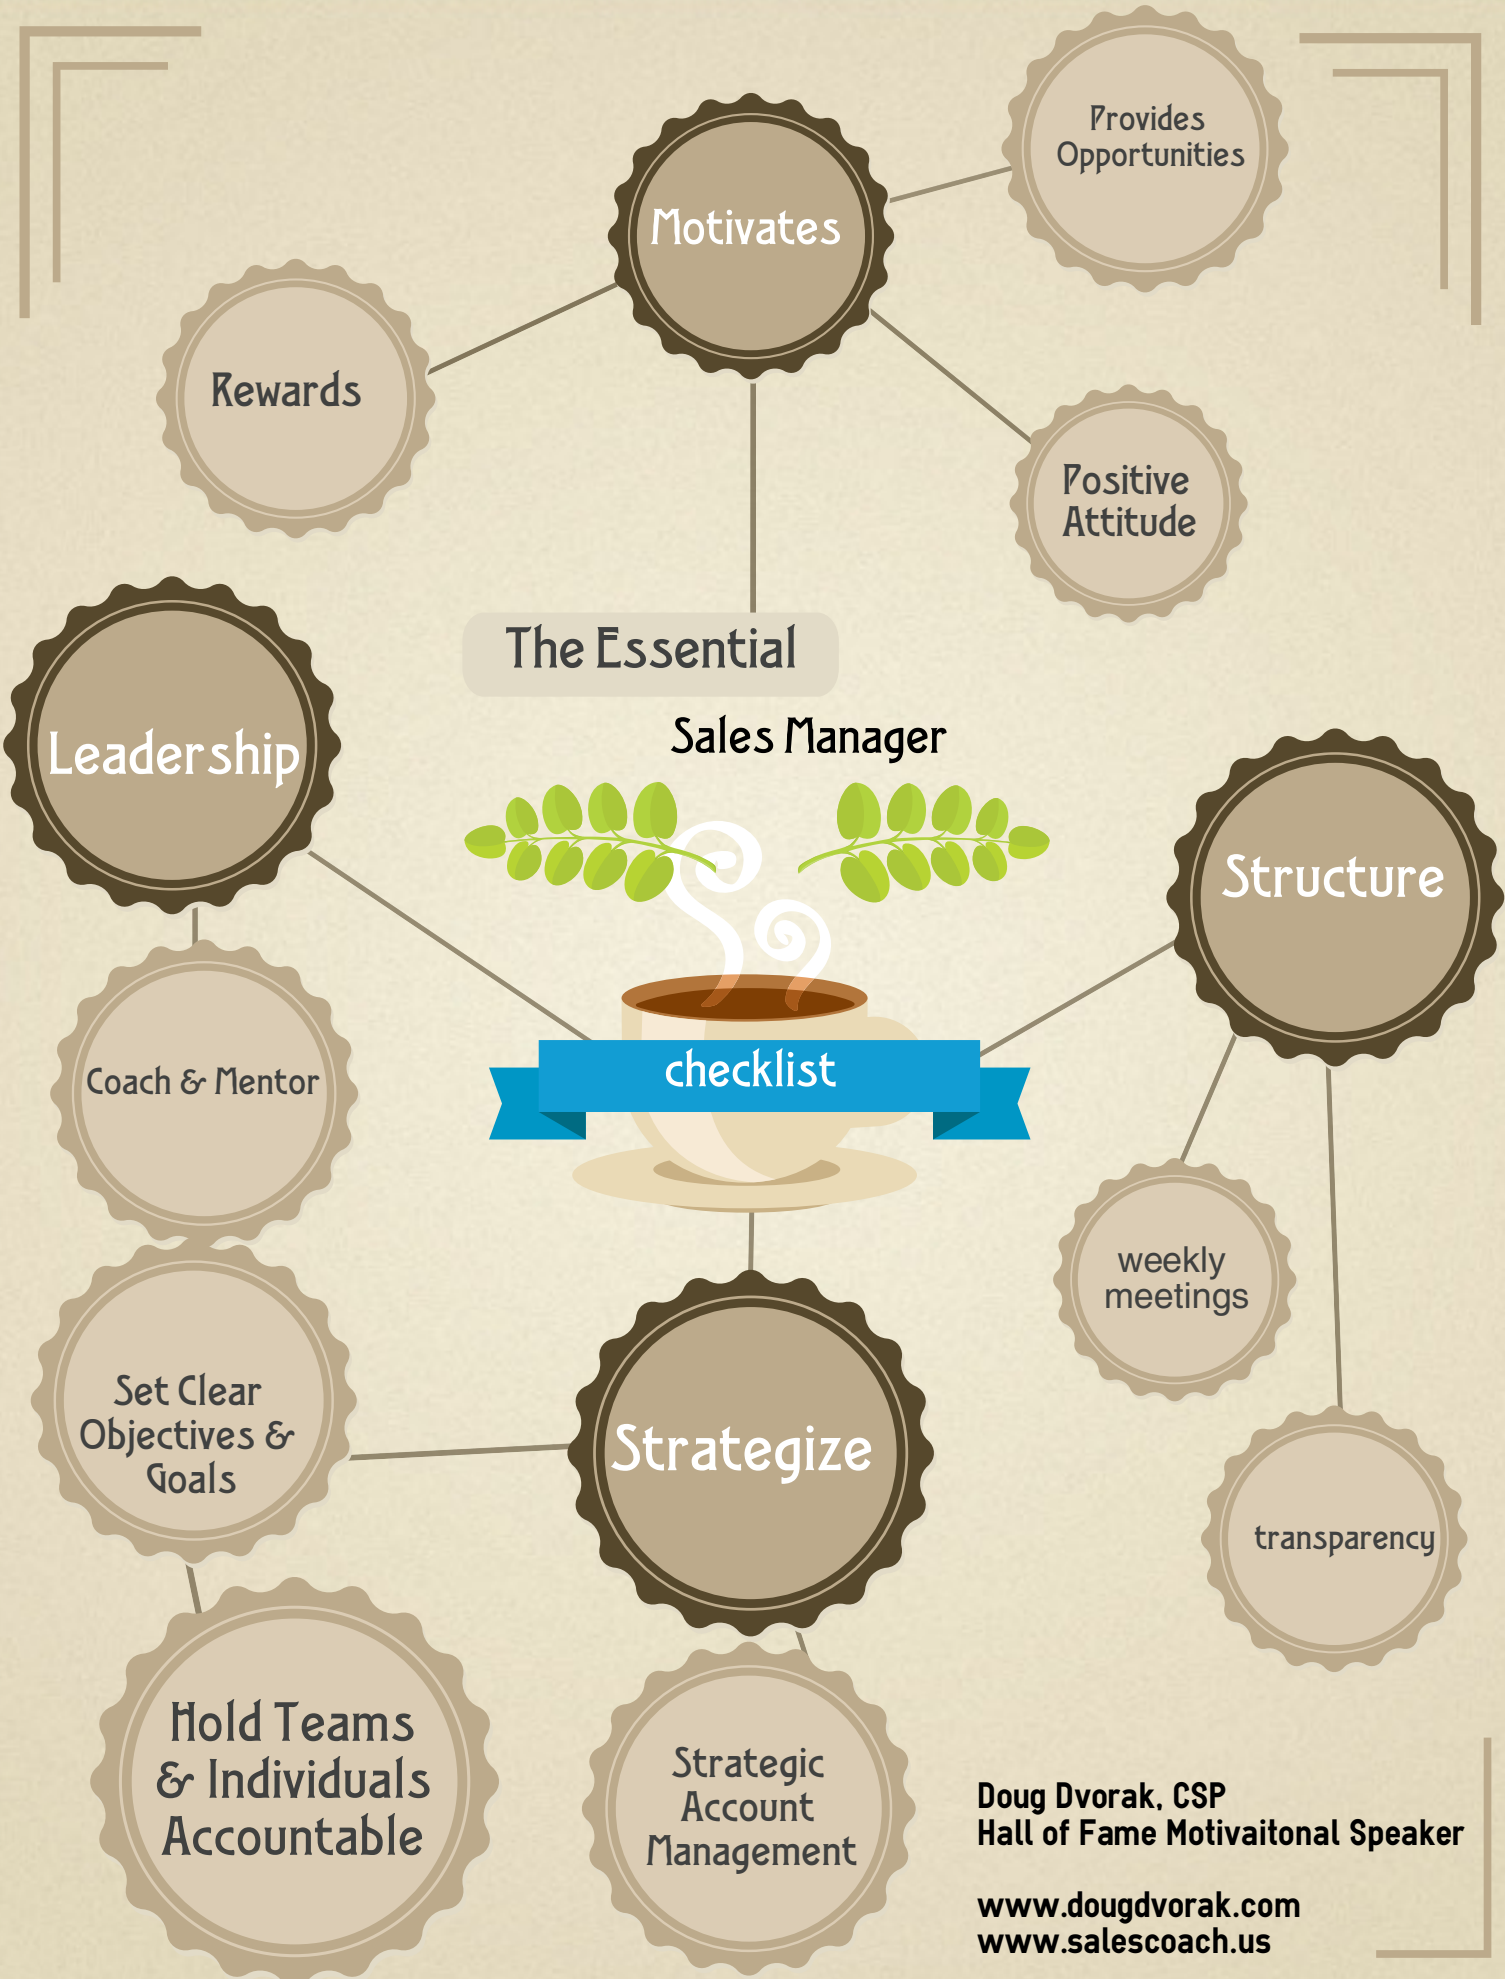 Provides
Opportunities
Motivates
Rewards
Positive
Attitude
The Essential
Sales Manager
Leadership
Structure
checklist
Coach & Mentor
weekly
meetings
Set Clear
Objectives &
Goals
Strategize
transparency
Hold Teams
& Individuals
Accountable
Strategic
Account
Management
Doug Dvorak, CSP
Hall of Fame Motivaitonal Speaker
www.dougdvorak.com
www.salescoach.us